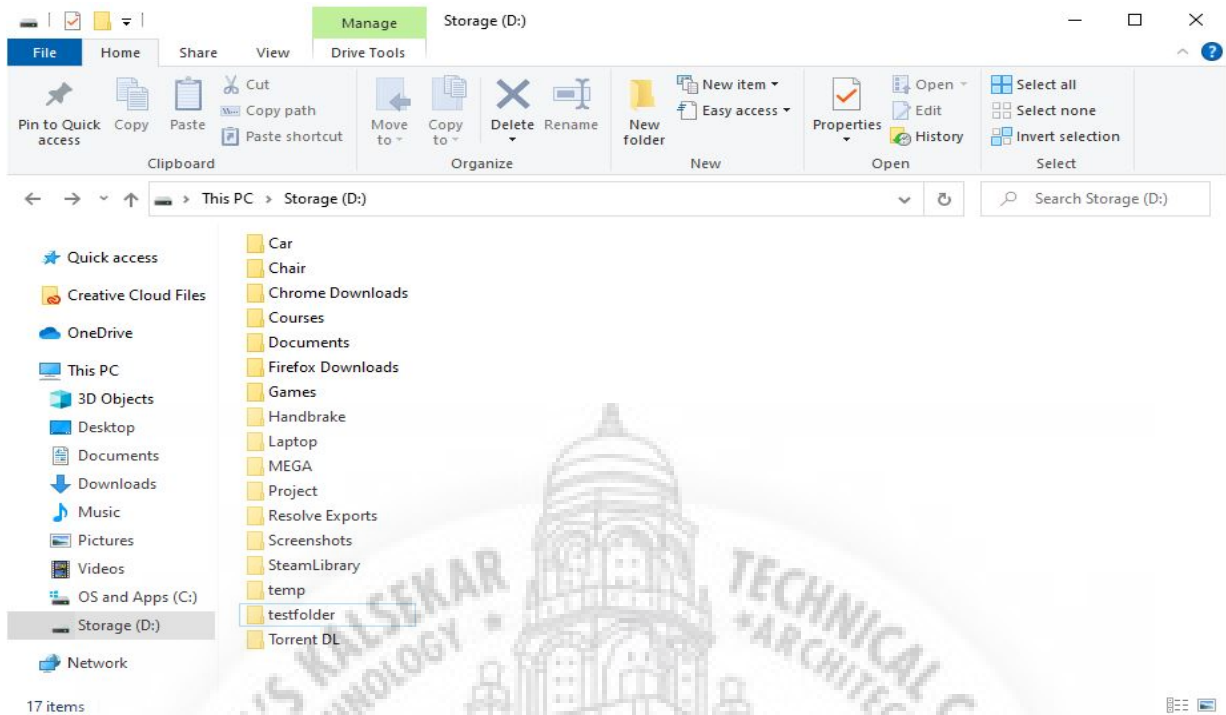 Manage Storage (D:)
File Home Share View Drive Tools
Pin to Quick access
Copy
Paste
Cut
Copy path
Paste shortcut
Clipboard
Move to
Copy to
Delete
Rename
Organize
New folder
New item
Easy access
New
Properties
Open
Edit
History
Open
Select all
Select none
Invert selection
Select
This PC > Storage (D:)
Search Storage (D:)
Quick access
Creative Cloud Files
OneDrive
This PC
3D Objects
Desktop
Documents
Downloads
Music
Pictures
Videos
OS and Apps (C:)
Storage (D:)
Network
Car
Chair
Chrome Downloads
Courses
Documents
Firefox Downloads
Games
Handbrake
Laptop
MEGA
Project
Resolve Exports
Screenshots
SteamLibrary
temp
testfolder
Torrent DL
17 items
KALSEKAR TECHNICAL